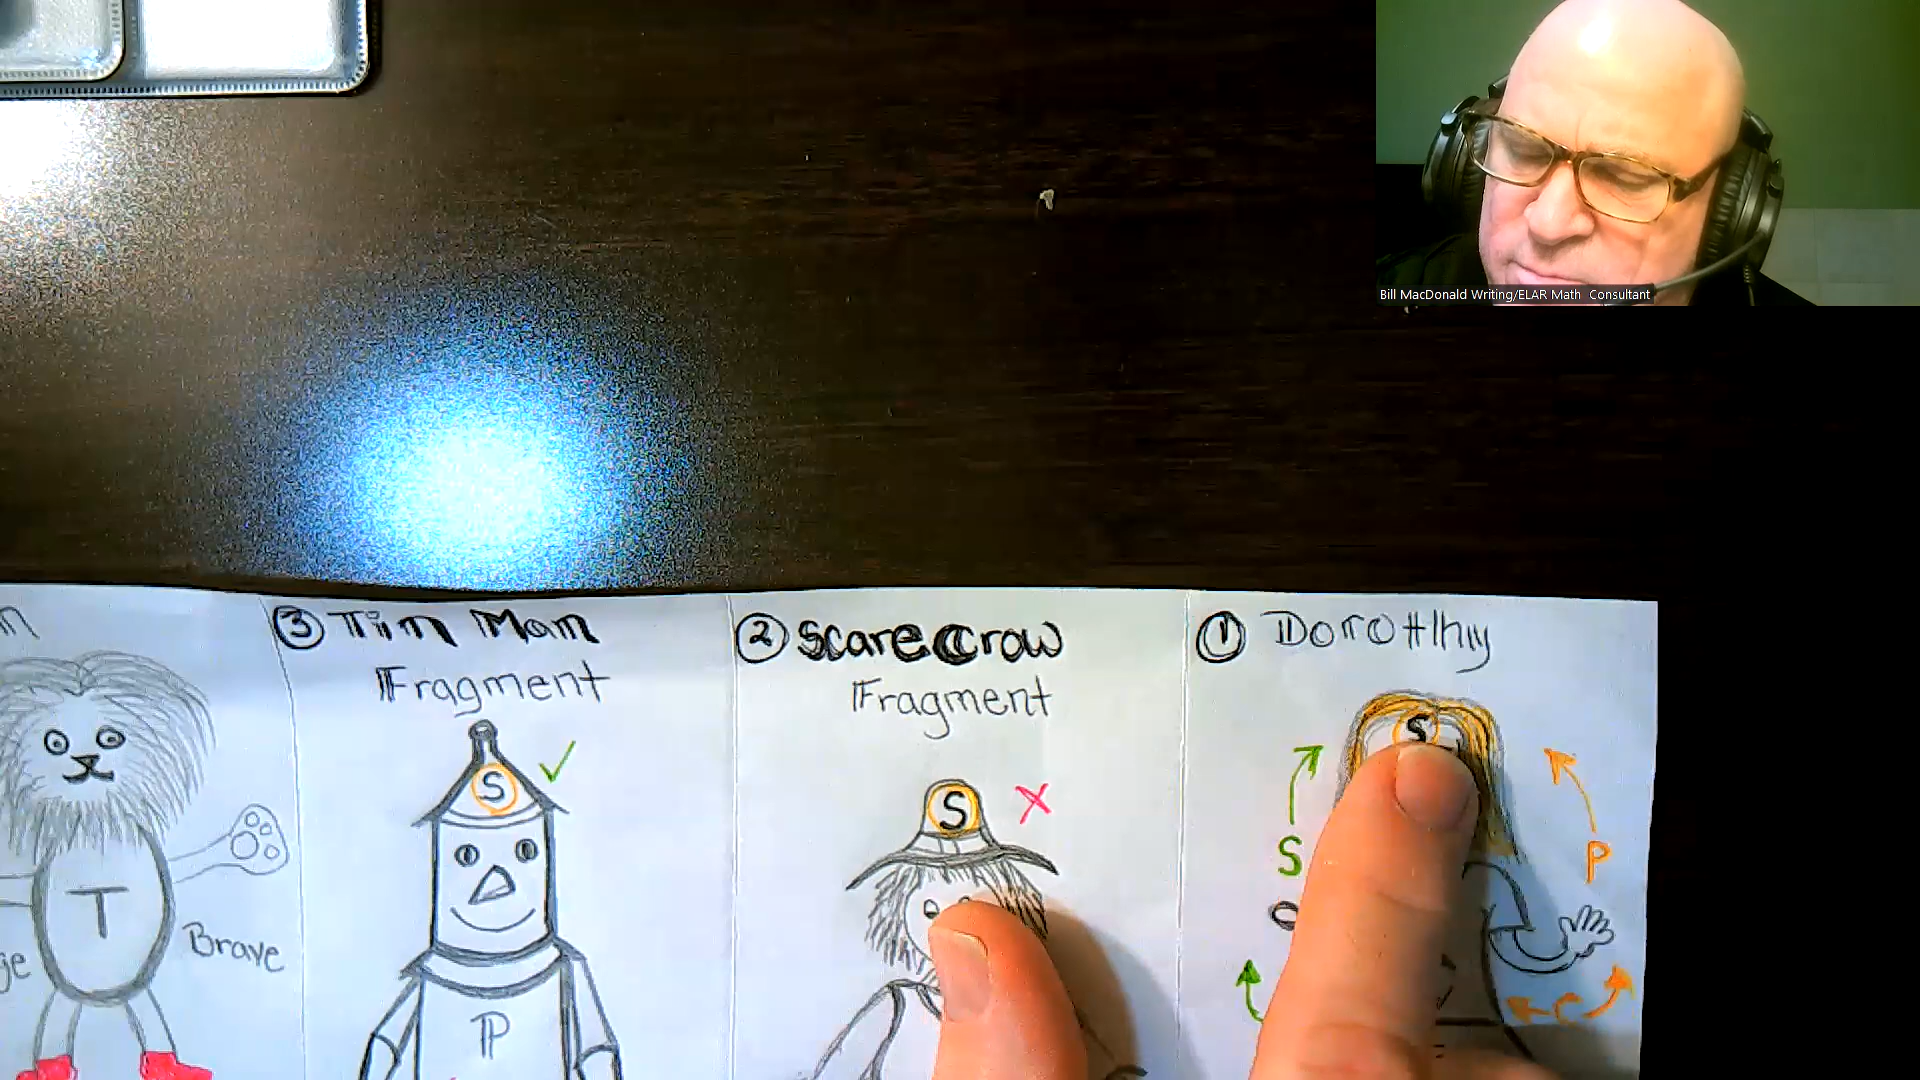 Bill MacDonald Writing/ELAR Math Consultant
③ Tin Man
Fragment
S
P
② ScareCrow
Fragment
S
① Dorothy
S
S
P
C
T
Brave